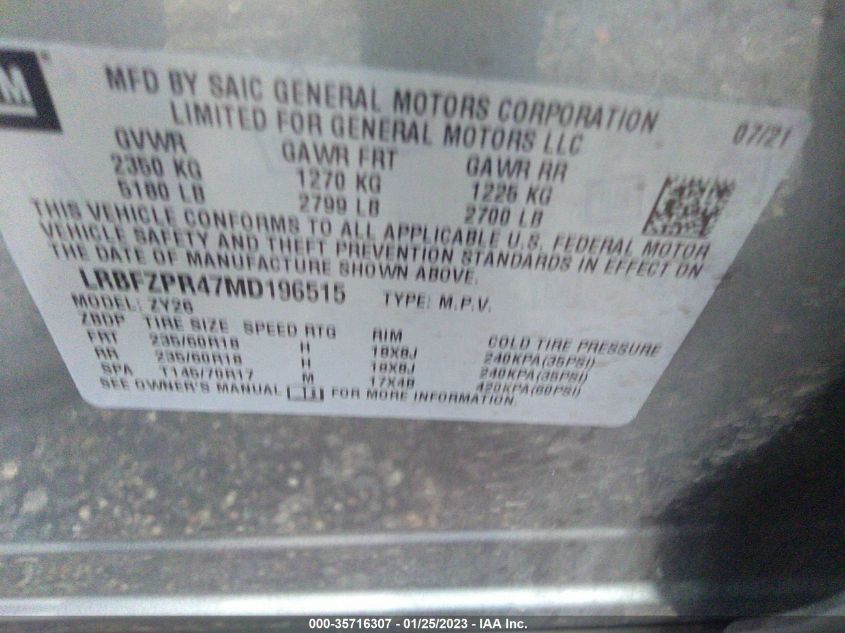 GM
MFD BY SAIC GENERAL MOTORS CORPORATION
LIMITED FOR GENERAL MOTORS LLC
07/21
GVWR GAWR FRT GAWR RR
2350 KG 1270 KG 1225 KG
5180 LB 2799 LB 2700 LB
THIS VEHICLE CONFORMS TO ALL APPLICABLE U.S. FEDERAL MOTOR
VEHICLE SAFETY AND THEFT PREVENTION STANDARDS IN EFFECT ON
THE DATE OF MANUFACTURE SHOWN ABOVE.
LRBFZPR47MD196515 TYPE: M.P.V.
MODEL: ZY26
ZBDP TIRE SIZE SPEED RTG RIM COLD TIRE PRESSURE
FRT 235/60R18 H 18X8J 240KPA(35PSI)
RR 235/60R18 H 18X8J 240KPA(35PSI)
SPA T145/70R17 M 17X4B 420KPA(60PSI)
SEE OWNER'S MANUAL FOR MORE INFORMATION.
000-35716307 - 01/25/2023 - IAA Inc.